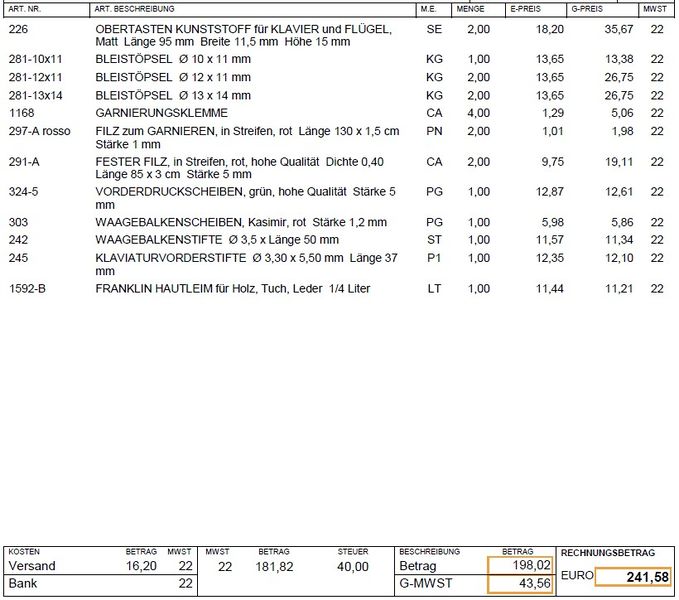 ART. NR. ART. BESCHREIBUNG M.E. MENGE E-PREIS G-PREIS MWST
226 OBERTASTEN KUNSTSTOFF für KLAVIER und FLÜGEL, SE 2,00 18,20 35,67 22
Matt Länge 95 mm Breite 11,5 mm Höhe 15 mm
281-10x11 BLEISTÖPSEL Ø 10 x 11 mm KG 1,00 13,65 13,38 22
281-12x11 BLEISTÖPSEL Ø 12 x 11 mm KG 2,00 13,65 26,75 22
281-13x14 BLEISTÖPSEL Ø 13 x 14 mm KG 2,00 13,65 26,75 22
1168 GARNIERUNGSKLEMME CA 4,00 1,29 5,06 22
297-A rosso FILZ zum GARNIEREN, in Streifen, rot Länge 130 x 1,5 cm PN 2,00 1,01 1,98 22
Stärke 1 mm
291-A FESTER FILZ, in Streifen, rot, hohe Qualität Dichte 0,40 CA 2,00 9,75 19,11 22
Länge 85 x 3 cm Stärke 5 mm
324-5 VORDERDRUCKSCHEIBEN, grün, hohe Qualität Stärke 5 PG 1,00 12,87 12,61 22
mm
303 WAAGEBALKENSCHEIBEN, Kasimir, rot Stärke 1,2 mm PG 1,00 5,98 5,86 22
242 WAAGEBALKENSTIFTE Ø 3,5 x Länge 50 mm ST 1,00 11,57 11,34 22
245 KLAVIATURVORDERSTIFTE Ø 3,30 x 5,50 mm Länge 37 P1 1,00 12,35 12,10 22
mm
1592-B FRANKLIN HAUTLEIM für Holz, Tuch, Leder 1/4 Liter LT 1,00 11,44 11,21 22
KOSTEN BETRAG MWST MWST BETRAG STEUER BESCHREIBUNG BETRAG RECHNUNGSBETRAG
Versand 16,20 22 22 181,82 40,00 Betrag 198,02 EURO 241,58
Bank 22 G-MWST 43,56